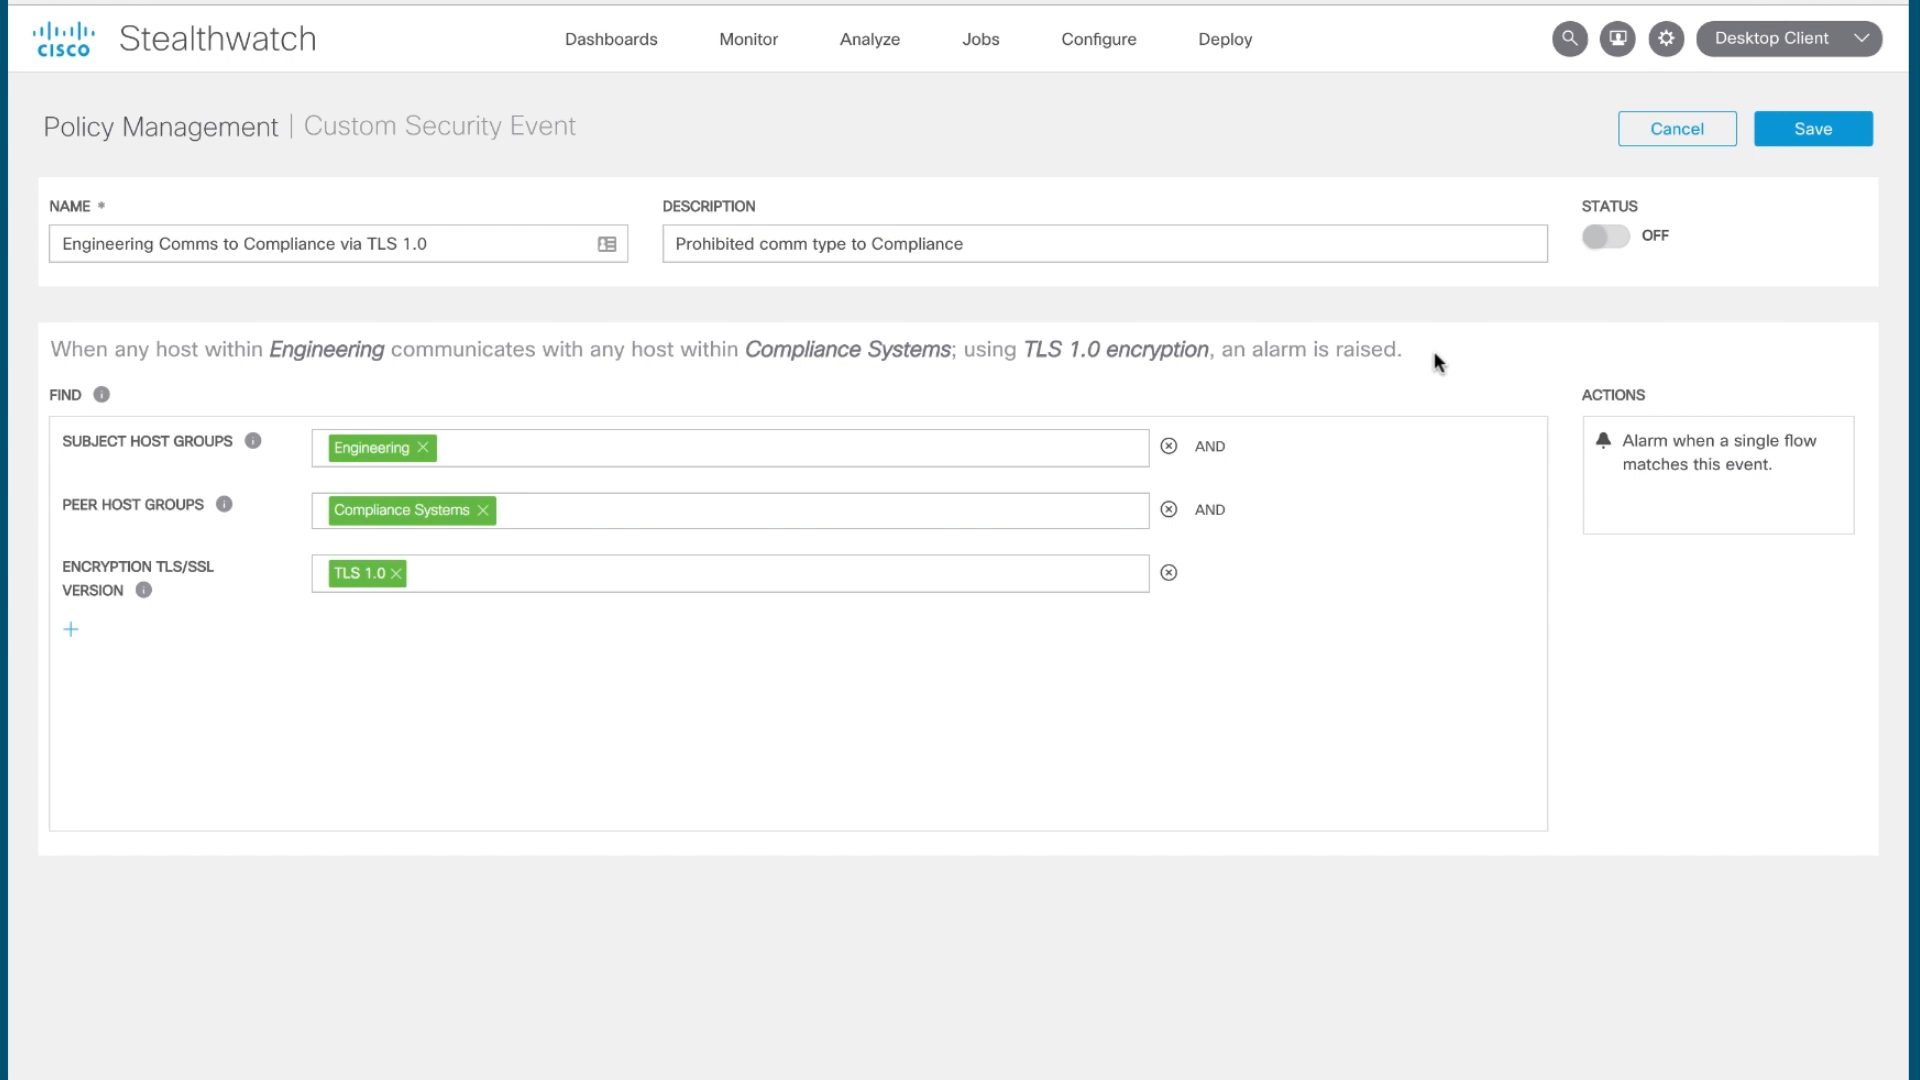 CISCO Stealthwatch Dashboards Monitor Analyze Jobs Configure Deploy Desktop Client
Policy Management | Custom Security Event
Cancel Save
NAME * DESCRIPTION STATUS
Engineering Comms to Compliance via TLS 1.0 Prohibited comm type to Compliance OFF
When any host within Engineering communicates with any host within Compliance Systems; using TLS 1.0 encryption, an alarm is raised.
FIND ACTIONS
SUBJECT HOST GROUPS Engineering AND
PEER HOST GROUPS Compliance Systems AND
ENCRYPTION TLS/SSL
VERSION
TLS 1.0
Alarm when a single flow
matches this event.